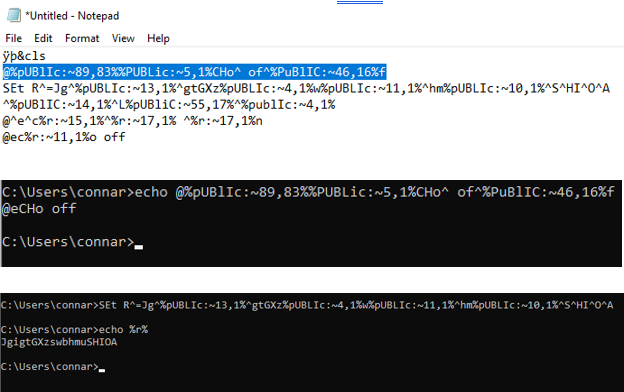 *Untitled - Notepad
File Edit Format View Help
ÿþ&cls
@%pUBlIc:~89,83%%PUBLic:~5,1%CHo^ of^%PuBlIC:~46,16%f
SEt R^=Jg^%pUBLIc:~13,1%^gtGXz%pUBLIc:~4,1%w%pUBLIc:~11,1%^hm%pUBLIc:~10,1%^S^HI^O^A
^%pUBlIC:~14,1%^L%pUBliC:~55,17%^%publIc:~4,1%
@^e^c%r:~15,1%^%r:~17,1% ^%r:~17,1%n
@ec%r:~11,1%o off
C:\Users\connar>echo @%pUBlIc:~89,83%%PUBLic:~5,1%CHo^ of^%PuBlIC:~46,16%f
@eCHo off
C:\Users\connar>
C:\Users\connar>SEt R^=Jg^%pUBLIc:~13,1%^gtGXz%pUBLIc:~4,1%w%pUBLIc:~11,1%^hm%pUBLIc:~10,1%^S^HI^O^A
C:\Users\connar>echo %r%
JgigtGXzswbhmuSHIOA
C:\Users\connar>